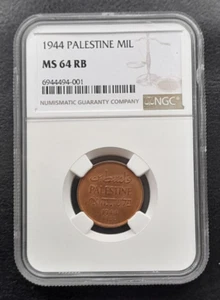 1944 PALESTINE MIL
MS 64 RB
6944494-001
NUMISMATIC GUARANTY COMPANY
NGC
PALESTINE